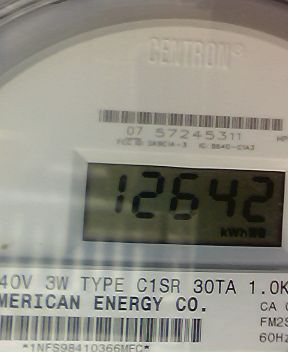 CENTRON®
07 57245311
12642
kWh
40V 3W TYPE C1SR 30TA 1.0K
MERICAN ENERGY CO.
CA
FM2S
60HZ
*1NFS98410366MFC*